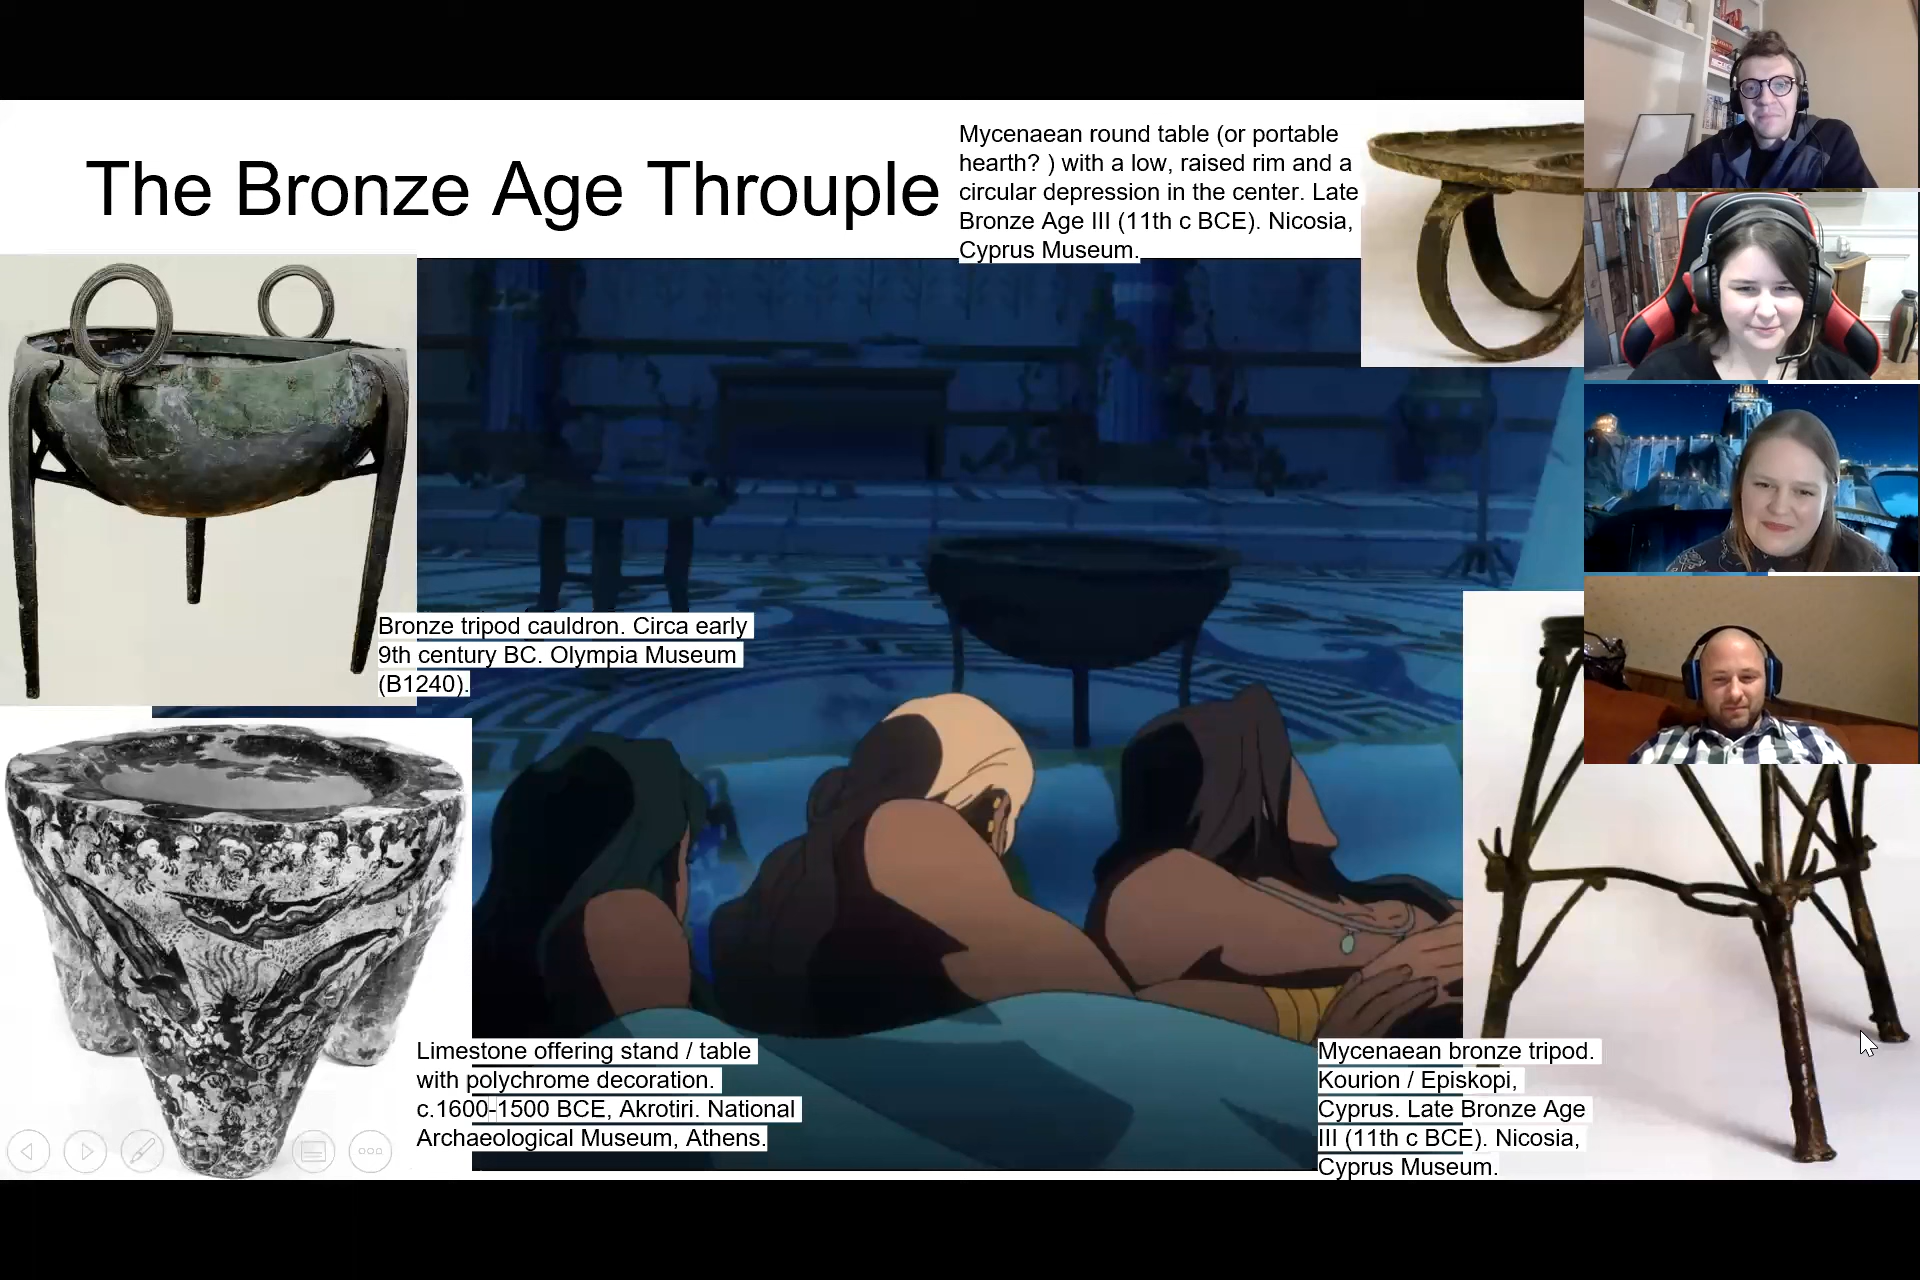 The Bronze Age Throuple
Mycenaean round table (or portable
hearth? ) with a low, raised rim and a
circular depression in the center. Late
Bronze Age III (11th c BCE). Nicosia,
Cyprus Museum.
Bronze tripod cauldron. Circa early
9th century BC. Olympia Museum
(B1240).
Limestone offering stand / table
with polychrome decoration.
c.1600-1500 BCE, Akrotiri. National
Archaeological Museum, Athens.
Mycenaean bronze tripod.
Kourion / Episkopi,
Cyprus. Late Bronze Age
III (11th c BCE). Nicosia,
Cyprus Museum.